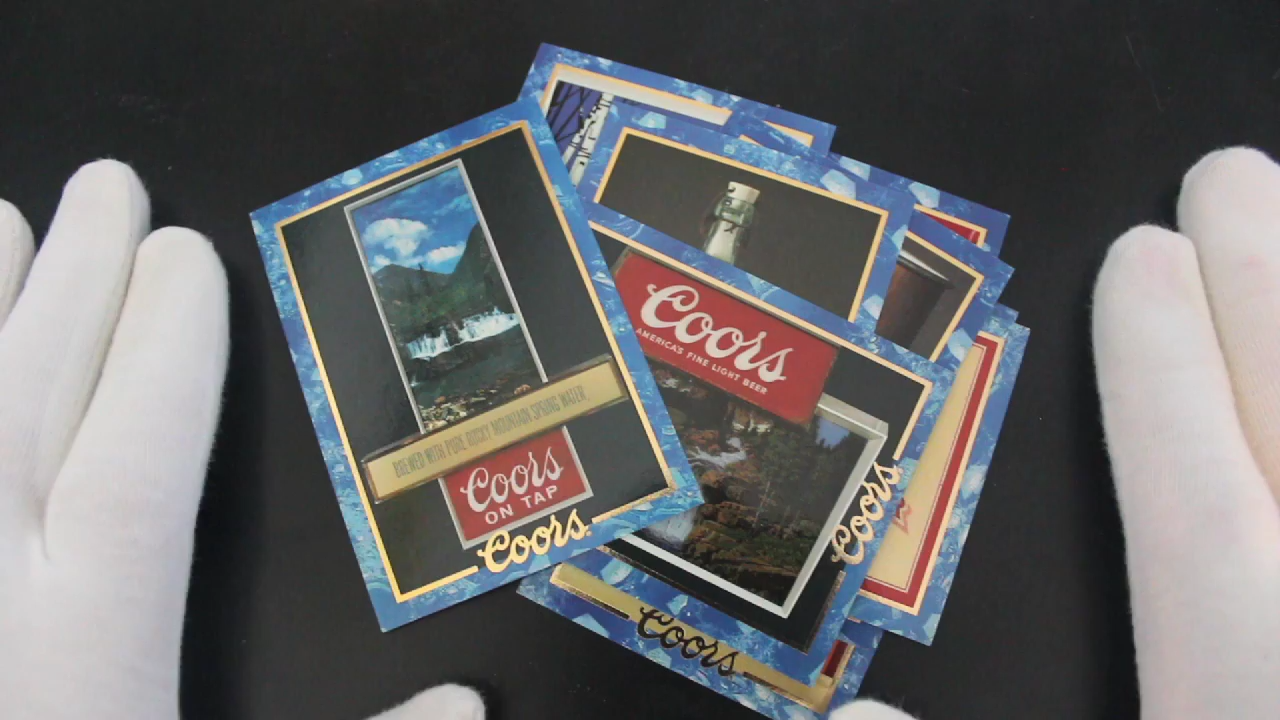 BREWED WITH PURE ROCKY MOUNTAIN SPRING WATER
Coors
ON TAP
Coors
Coors
AMERICA'S FINE LIGHT BEER
Coors
Coors